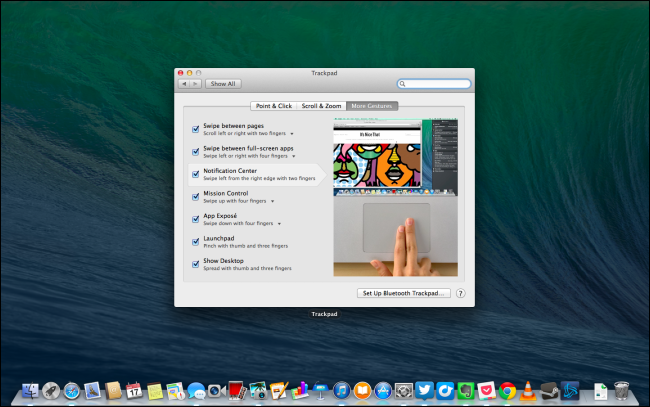 Trackpad
Show All
Point & Click
Scroll & Zoom
More Gestures
Swipe between pages
Scroll left or right with two fingers
Swipe between full-screen apps
Swipe left or right with four fingers
Notification Center
Swipe left from the right edge with two fingers
Mission Control
Swipe up with four fingers
App Exposé
Swipe down with four fingers
Launchpad
Pinch with thumb and three fingers
Show Desktop
Spread with thumb and three fingers
It's Nice That
Set Up Bluetooth Trackpad...
?
Trackpad
17